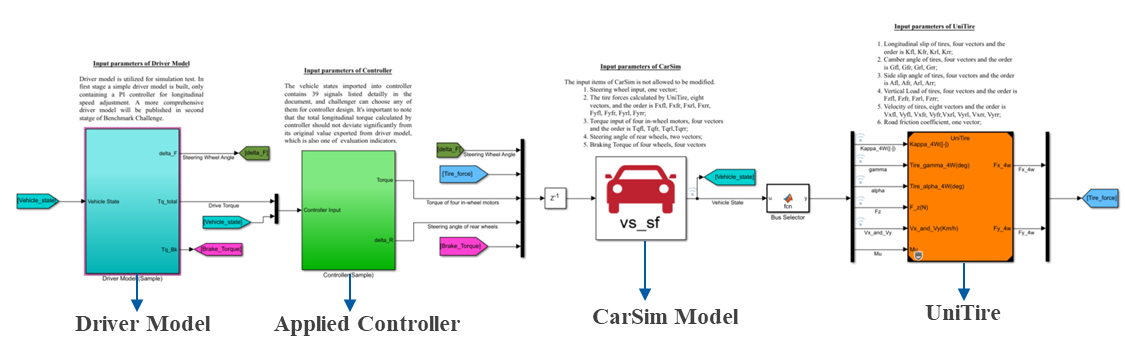 Input parameters of Driver Model
Driver model is utilized for simulation test. In
first stage a simple driver model is built, only
containing a PI controller for longitudinal
speed adjustment. A more comprehensive
driver model will be published in second
statge of Benchmark Challenge.
delta_F
Steering Wheel Angle
[delta_F]
[Vehicle_state]
Vehicle State
Tq_total
Drive Torque
[Vehicle_state]
Tq_Bk
[Brake_Torque]
Driver Model (Sample)
Driver Model
Input parameters of Controller
The vehicle states imported into controller
contains 39 signals listed detailly in the
document, and challenger can choose any of
them for controller design. It's important to note
that the total longitudinal torque calculated by
controller should not deviate significantly from
its original value exported from driver model,
which is also one of evaluation indicators.
Controller Input
Torque
delta_R
Controller(Sample)
Applied Controller
[delta_F]
Steering Wheel Angle
[Tire_force]
Torque of four in-wheel motors
Steering angle of rear wheels
[Brake_Torque]
z-1
Input parameters of CarSim
The input items of CarSim is not allowed to be modified.
1. Steering wheel input, one vector;
2. The tire forces calculated by UniTire, eight
vectors, and the order is Fxfl, Fxfr, Fxrl, Fxrr,
Fyfl, Fyfr, Fyrl, Fyrr;
3. Torque input of four in-wheel motors, four vectors
and the order is Tqfl, Tqfr, Tqrl,Tqrr;
4. Steering angle of rear wheels, two vectors;
5. Braking Torque of four wheels, four vectors
vs_sf
[Vehicle_state]
Vehicle State
CarSim Model
u
fcn
y
Bus Selector
Input parameters of UniTire
1. Longitudinal slip of tires, four vectors and the
order is Kfl, Kfr, Krl, Krr;
2. Camber angle of tires, four vectors and the order
is Gfl, Gfr, Grl, Grr;
3. Side slip angle of tires, four vectors and the order
is Afl, Afr, Arl, Arr;
4. Vertical Load of tires, four vectors and the order is
Fzfl, Fzfr, Fzrl, Frrr;
5. Velocity of tires, eight vectors and the order is
Vxfl, Vyfl, Vxfr, Vyfr,Vxrl, Vyrl, Vxrr, Vyrr;
6. Road friction coefficient, one vector;
Kappa_4W([-])
gamma
alpha
Fz
Vx_and_Vy
Mu
UniTire
Kappa_4W([-])
Tire_gamma_4W(deg)
Tire_alpha_4W(deg)
F_z(N)
Vx_and_Vy(Km/h)
Mu
Fx_4w
Fy_4w
Fx_4w
Fy_4w
[Tire_force]
UniTire